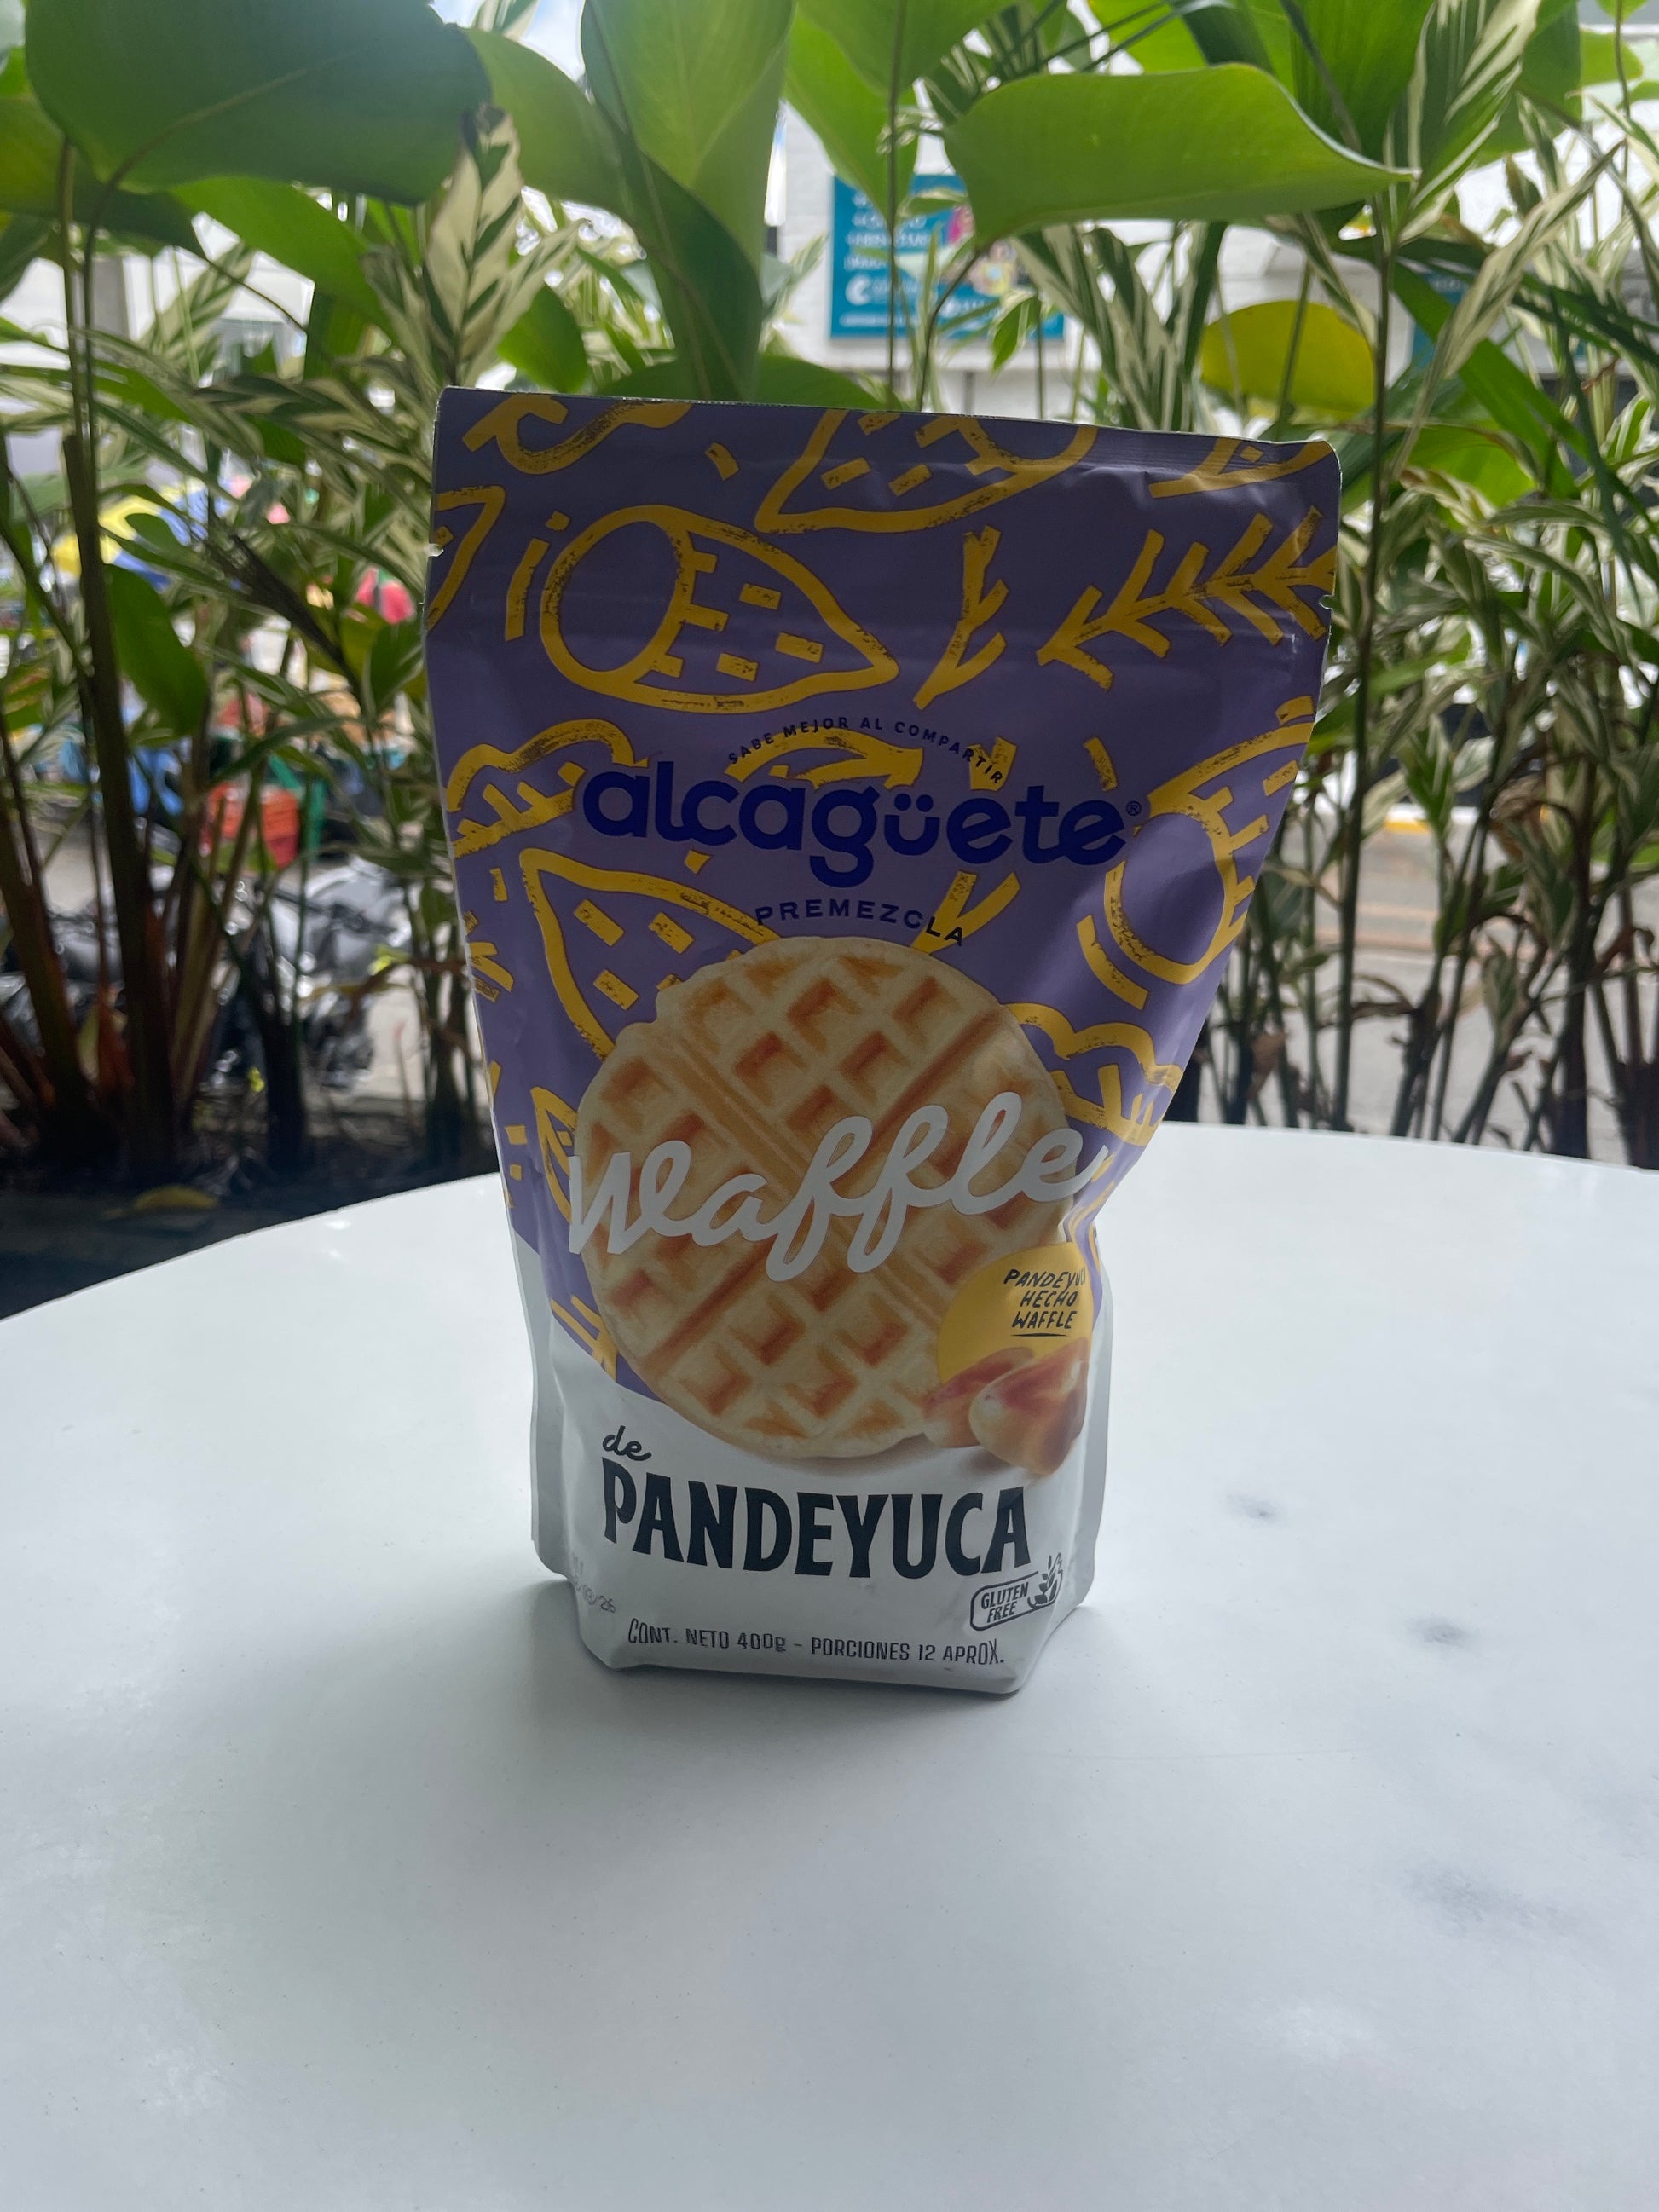 SABE MEJOR AL COMPARTIR
alcagüete®
PREMEZCLA
Waffle
PANDEYUCA
HECHO
WAFFLE
de
PANDEYUCA
GLUTEN
FREE
CONT. NETO 400g - PORCIONES 12 APROX.